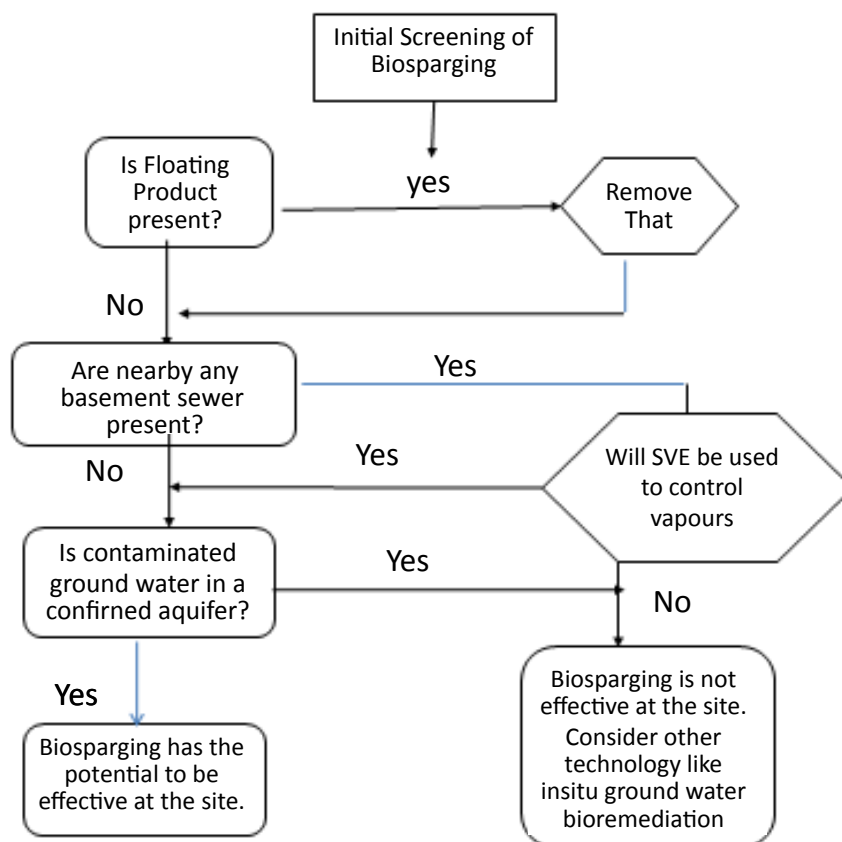 Initial Screening of
Biosparging
Is Floating
Product
present?
yes
Remove
That
No
Are nearby any
basement sewer
present?
Yes
No
Yes
Will SVE be used
to control
vapours
Is contaminated
ground water in a
confirned aquifer?
Yes
No
Yes
Biosparging has the
potential to be
effective at the site.
Biosparging is not
effective at the site.
Consider other
technology like
insitu ground water
bioremediation